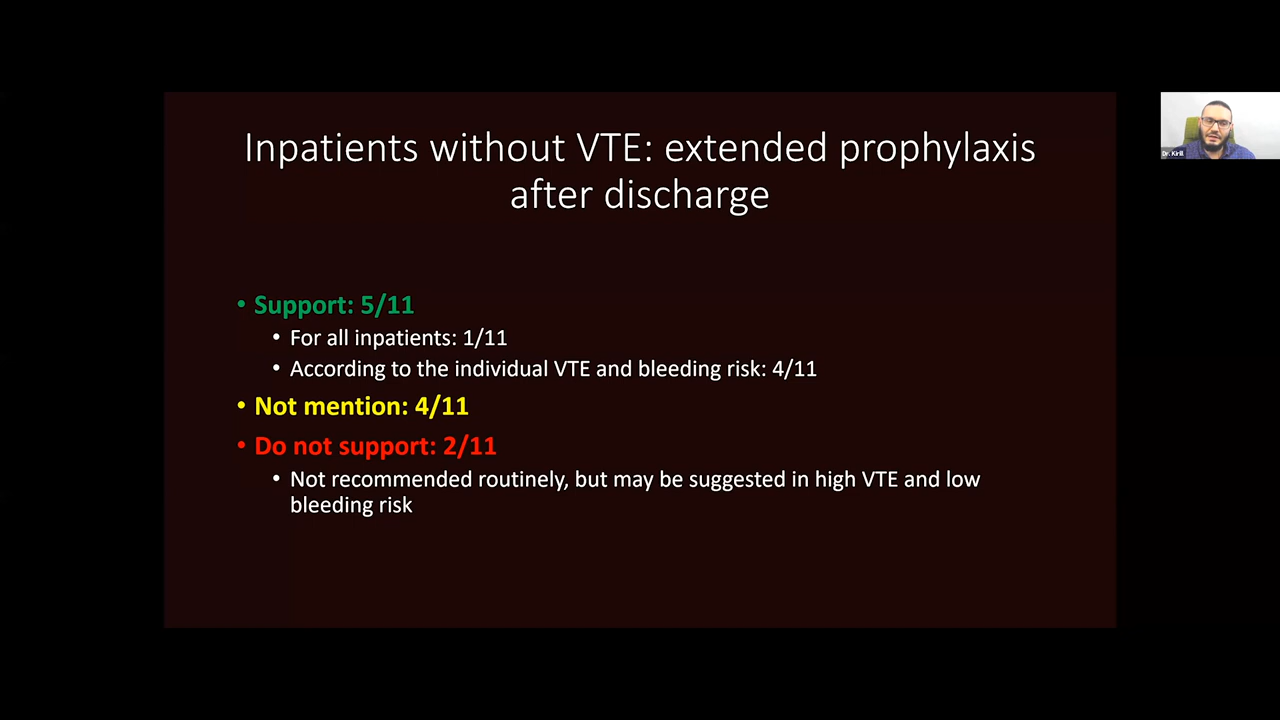 Inpatients without VTE: extended prophylaxis
after discharge
• Support: 5/11
• For all inpatients: 1/11
• According to the individual VTE and bleeding risk: 4/11
• Not mention: 4/11
• Do not support: 2/11
• Not recommended routinely, but may be suggested in high VTE and low
bleeding risk
Dr. Kirill